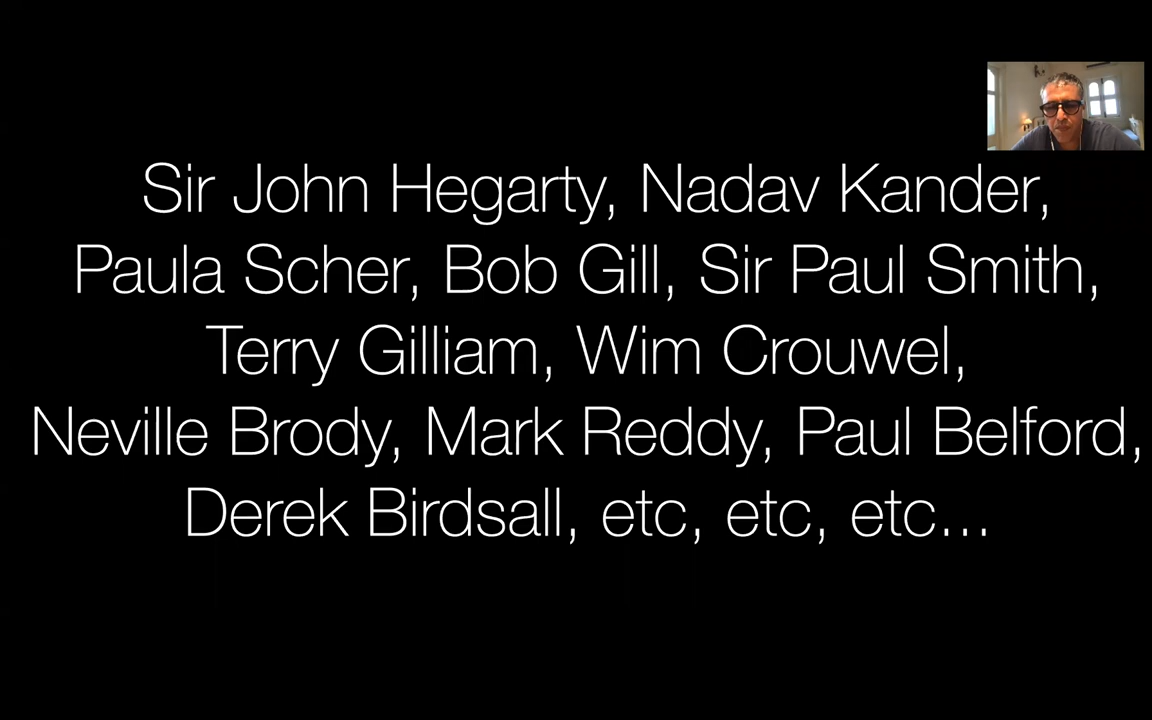 Sir John Hegarty, Nadav Kander,
Paula Scher, Bob Gill, Sir Paul Smith,
Terry Gilliam, Wim Crouwel,
Neville Brody, Mark Reddy, Paul Belford,
Derek Birdsall, etc, etc, etc...